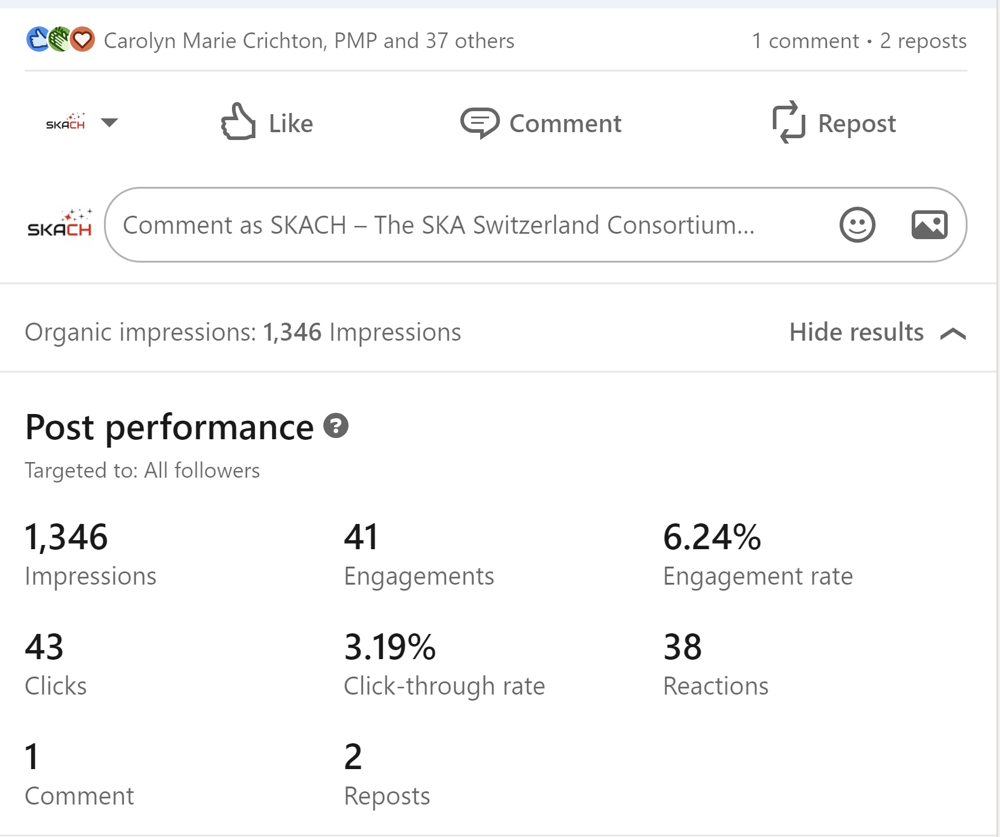 Carolyn Marie Crichton, PMP and 37 others 1 comment • 2 reposts
SKACH Like Comment Repost
SKACH Comment as SKACH – The SKA Switzerland Consortium...
Organic impressions: 1,346 Impressions Hide results
Post performance ?
Targeted to: All followers
1,346 41 6.24%
Impressions Engagements Engagement rate
43 3.19% 38
Clicks Click-through rate Reactions
1 2
Comment Reposts